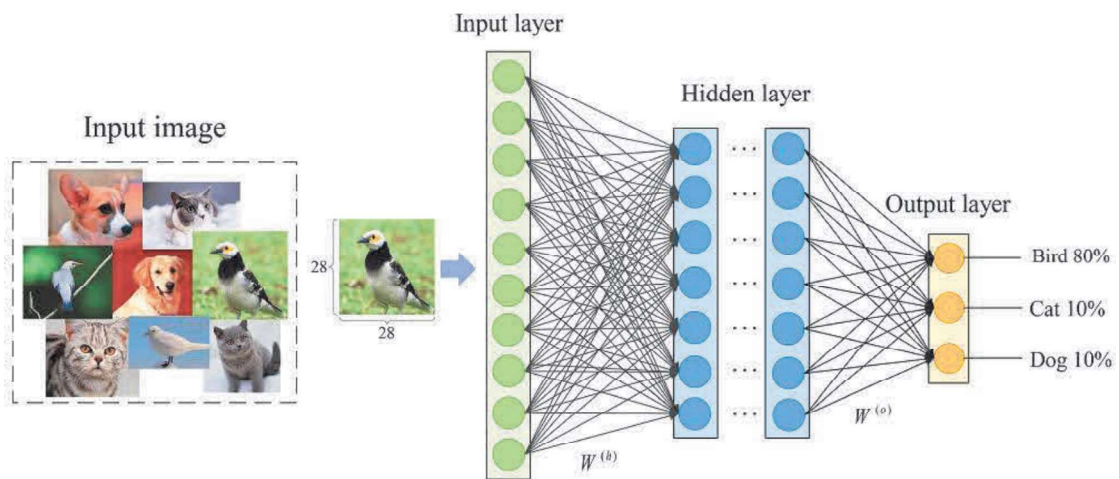 Input layer
Hidden layer
Input image
Output layer
28
28
Bird 80%
Cat 10%
Dog 10%
W (h)
W (o)
... ...
... ...
... ...
... ...
... ...
... ...
... ...